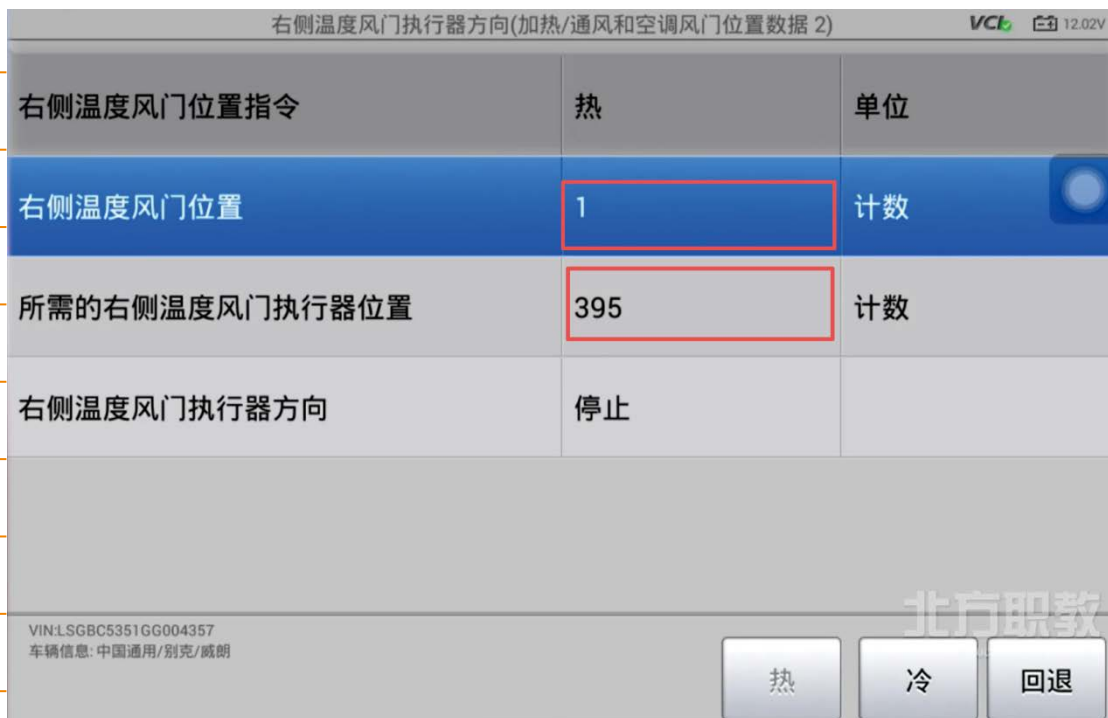 右侧温度风门执行器方向(加热/通风和空调风门位置数据 2) VCI 12.02V
右侧温度风门位置指令 热 单位
右侧温度风门位置 1 计数
所需的右侧温度风门执行器位置 395 计数
右侧温度风门执行器方向 停止
北方职教
VIN:LSGBC5351GG004357
车辆信息: 中国通用/别克/威朗
热 冷 回退